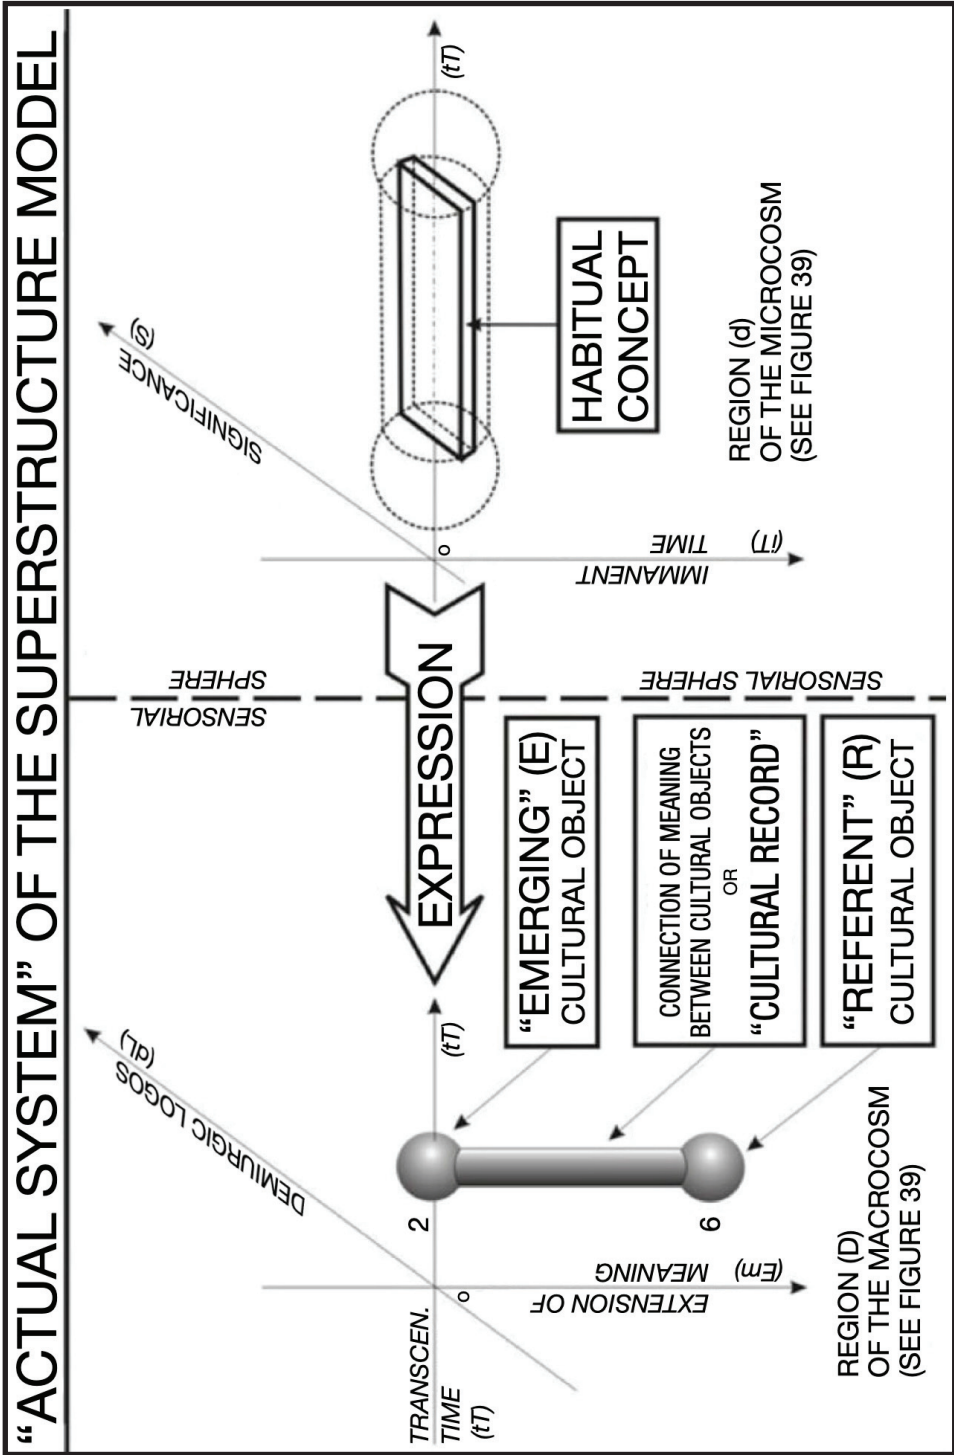 “ACTUAL SYSTEM” OF THE SUPERSTRUCTURE MODEL
DEMIURGIC LOGOS
(dL)
TRANSCEN.
TIME
(tT)
2
6
o
(tT)
EXTENSION OF
MEANING
(Em)
REGION (D)
OF THE MACROCOSM
(SEE FIGURE 39)
EXPRESSION
“EMERGING” (E)
CULTURAL OBJECT
CONNECTION OF MEANING
BETWEEN CULTURAL OBJECTS
OR
“CULTURAL RECORD”
“REFERENT” (R)
CULTURAL OBJECT
SENSORIAL
SPHERE
SENSORIAL SPHERE
SIGNIFICANCE
(S)
o
(tT)
IMMANENT
TIME
(iT)
HABITUAL
CONCEPT
REGION (d)
OF THE MICROCOSM
(SEE FIGURE 39)